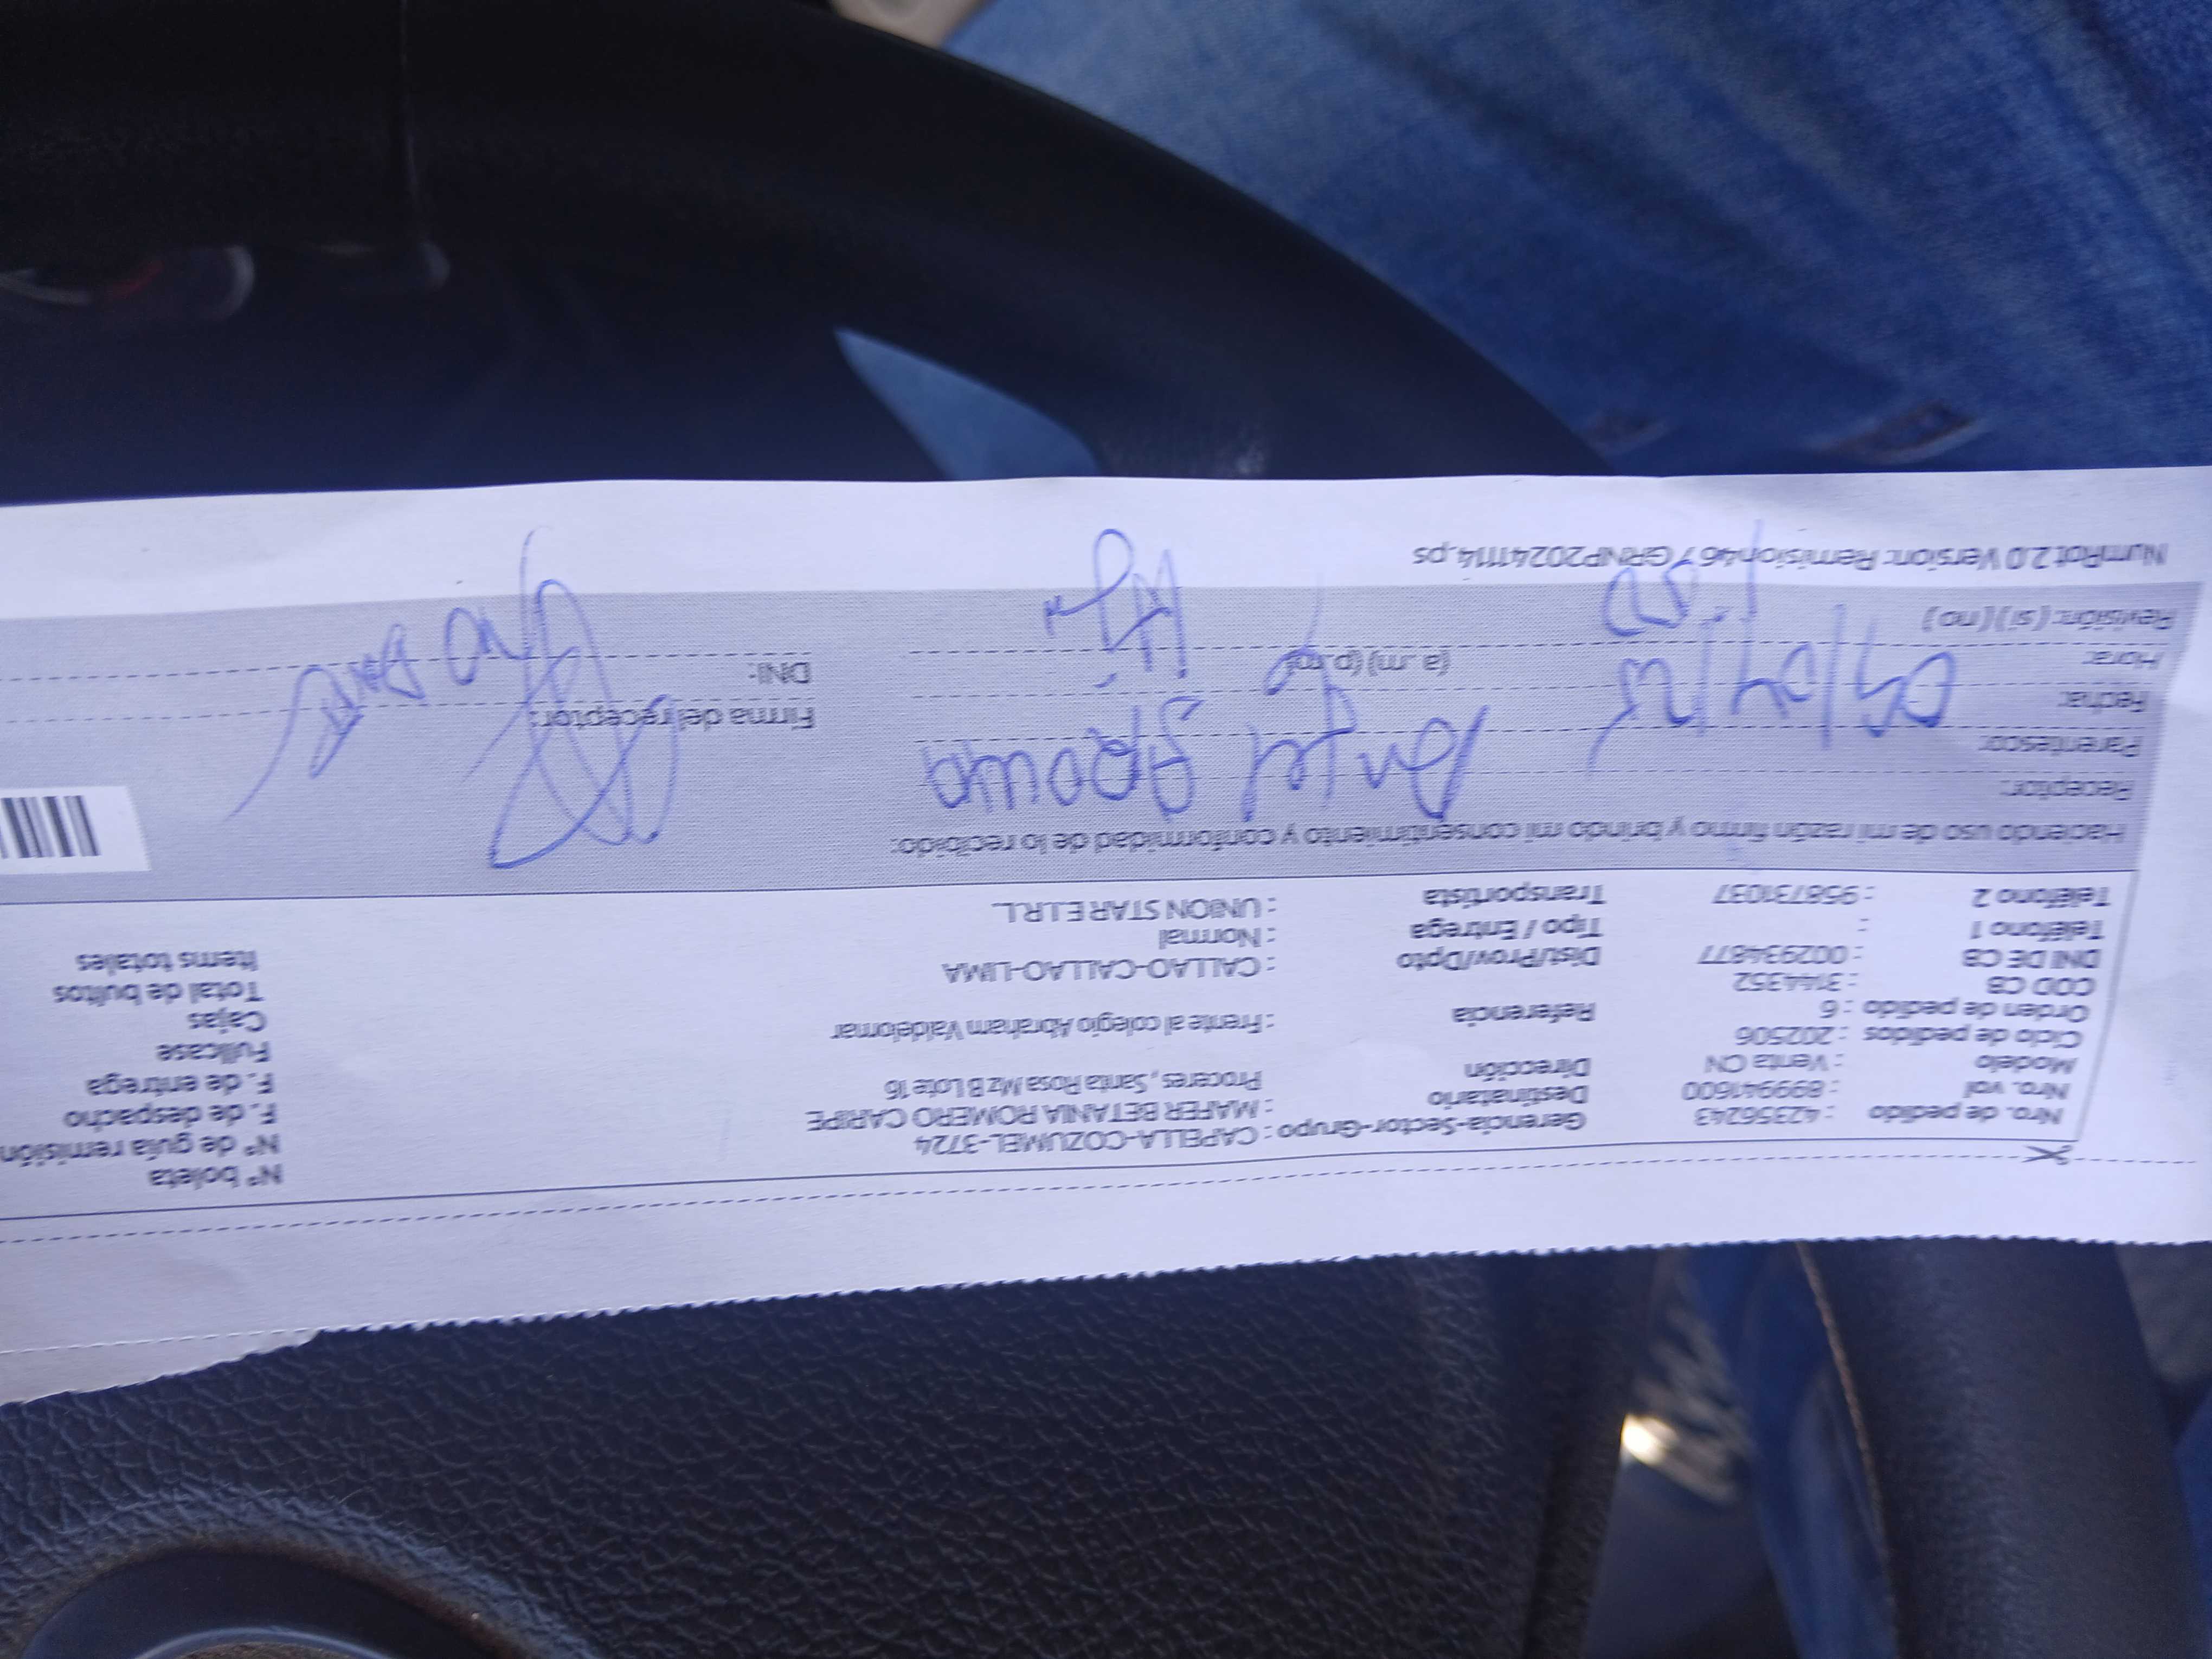 Nro. de pedido : 42356243 Gerencia-Sector-Grupo : CAPELLA-COZUMEL-3724 N° boleta
Nro. vol : 899941600 Destinatario : MAFER BETANIA ROMERO CARIPE N° de guía remisión
Modelo : Venta CN Dirección Proceres, Santa Rosa Mz B Lote 16 F. de despacho
Ciclo de pedidos : 202506 F. de entrega
Orden de pedido : 6 Referencia : Frente al colegio Abraham Valdelomar Fullcase
COD CB : 3144352 Cajas
DNI DE CB : 002934877 Dist/Prov/Dpto : CALLAO-CALLAO-LIMA Total de bultos
Teléfono 1 : Tipo / Entrega : Normal Items totales
Teléfono 2 : 958731037 Transportista : UNION STAR E.I.R.L.
Haciendo uso de mi razón firmo y brindo mi consentimiento y conformidad de lo recibido:
Receptor:
Parentesco:
Fecha: Firma del receptor:
Hora: (a.m) (p.m) DNI:
Revisión: (si) (no)
NumRot 2.0 Version: Remision467GRNP20241114.ps